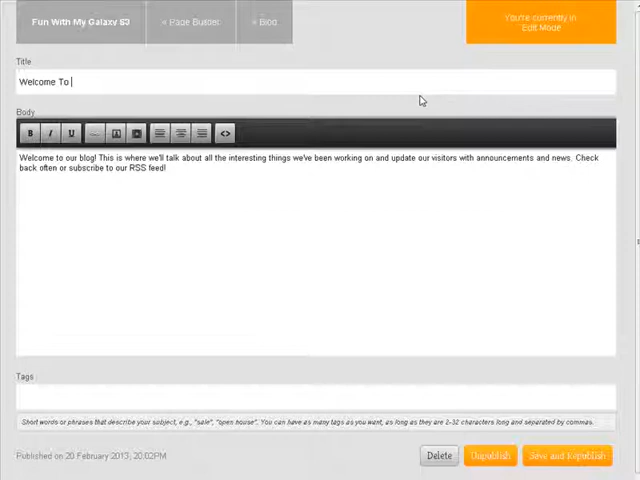 Fun With My Galaxy S3 « Page Builder « Blog
You're currently in
Edit Mode
Title
Welcome To
Body
B I U <>
Welcome to our blog! This is where we'll talk about all the interesting things we've been working on and update our visitors with announcements and news. Check
back often or subscribe to our RSS feed!
Tags
Short words or phrases that describe your subject, e.g., "sale", "open house". You can have as many tags as you want, as long as they are 2-32 characters long and separated by commas.
Published on 20 February 2013, 20:02PM
Delete Unpublish Save and Republish